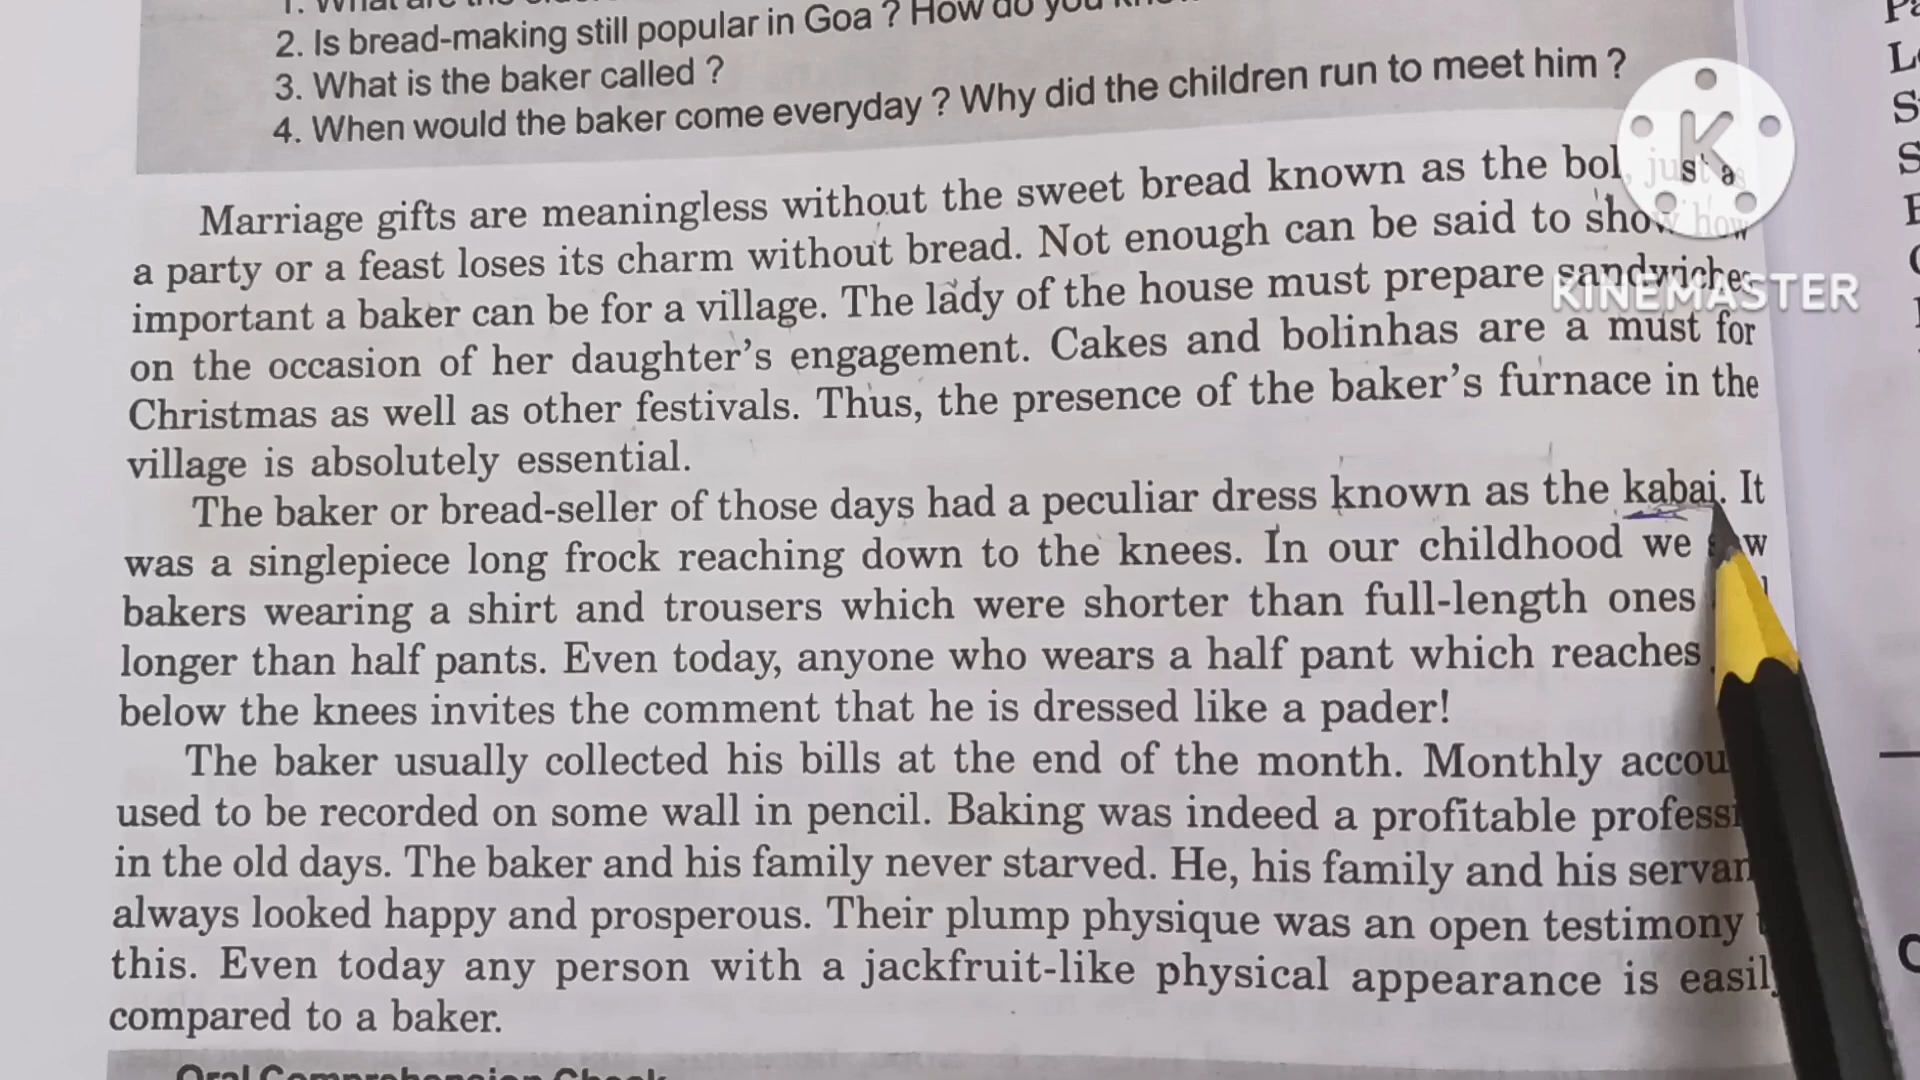 2. Is bread-making still popular in Goa ? How do you
3. What is the baker called ?
4. When would the baker come everyday ? Why did the children run to meet him ?
Marriage gifts are meaningless without the sweet bread known as the bol, just as
a party or a feast loses its charm without bread. Not enough can be said to show how
important a baker can be for a village. The lady of the house must prepare sandwiches
KINEMASTER
on the occasion of her daughter's engagement. Cakes and bolinhas are a must for
Christmas as well as other festivals. Thus, the presence of the baker's furnace in the
village is absolutely essential.
The baker or bread-seller of those days had a peculiar dress known as the kabai. It
was a singlepiece long frock reaching down to the knees. In our childhood we saw
bakers wearing a shirt and trousers which were shorter than full-length ones
longer than half pants. Even today, anyone who wears a half pant which reaches
below the knees invites the comment that he is dressed like a pader!
The baker usually collected his bills at the end of the month. Monthly accou
used to be recorded on some wall in pencil. Baking was indeed a profitable professi
in the old days. The baker and his family never starved. He, his family and his servan
always looked happy and prosperous. Their plump physique was an open testimony
this. Even today any person with a jackfruit-like physical appearance is easily
compared to a baker.
Oral Comprehension Check